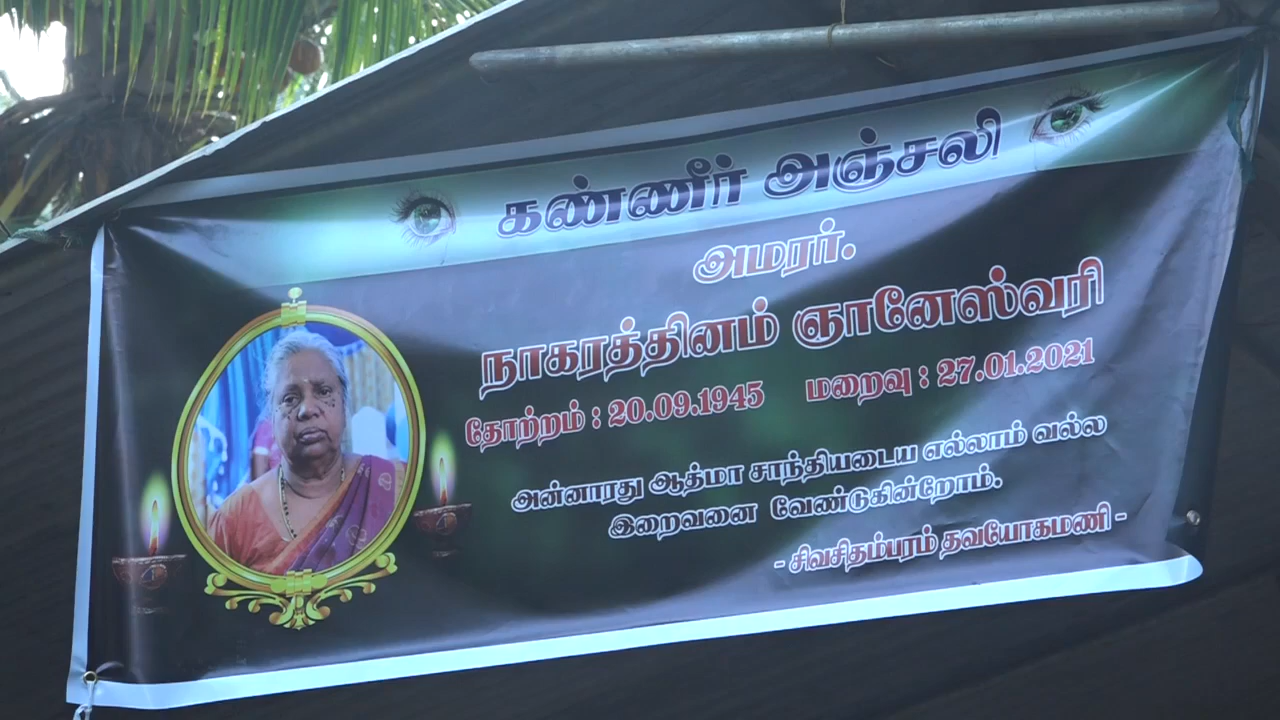 கண்ணீர் அஞ்சலி
அமரர்.
நாகரத்தினம் ஞானேஸ்வரி
தோற்றம் : 20.09.1945 மறைவு : 27.01.2021
அன்னாரது ஆத்மா சாந்தியடைய எல்லாம் வல்ல
இறைவனை வேண்டுகின்றோம்.
- சிவசிதம்பரம் தவயோகமணி -